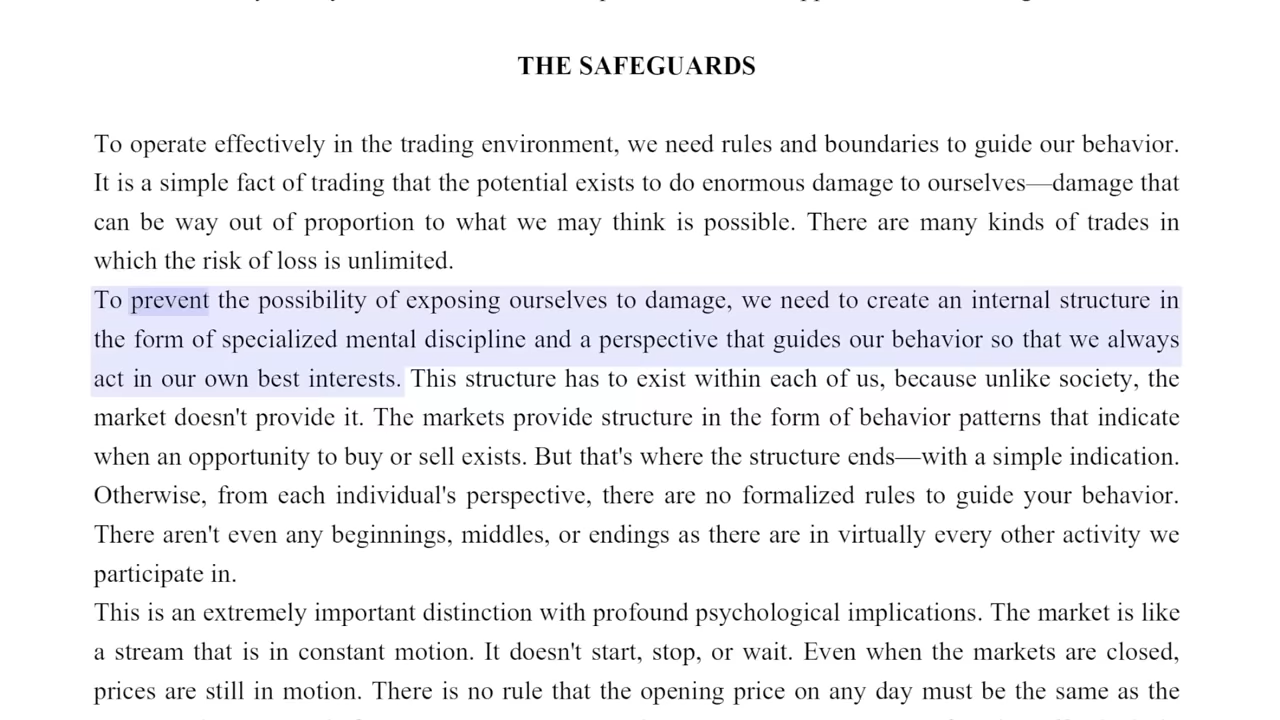 THE SAFEGUARDS
To operate effectively in the trading environment, we need rules and boundaries to guide our behavior.
It is a simple fact of trading that the potential exists to do enormous damage to ourselves—damage that
can be way out of proportion to what we may think is possible. There are many kinds of trades in
which the risk of loss is unlimited.
To prevent the possibility of exposing ourselves to damage, we need to create an internal structure in
the form of specialized mental discipline and a perspective that guides our behavior so that we always
act in our own best interests. This structure has to exist within each of us, because unlike society, the
market doesn't provide it. The markets provide structure in the form of behavior patterns that indicate
when an opportunity to buy or sell exists. But that's where the structure ends—with a simple indication.
Otherwise, from each individual's perspective, there are no formalized rules to guide your behavior.
There aren't even any beginnings, middles, or endings as there are in virtually every other activity we
participate in.
This is an extremely important distinction with profound psychological implications. The market is like
a stream that is in constant motion. It doesn't start, stop, or wait. Even when the markets are closed,
prices are still in motion. There is no rule that the opening price on any day must be the same as the